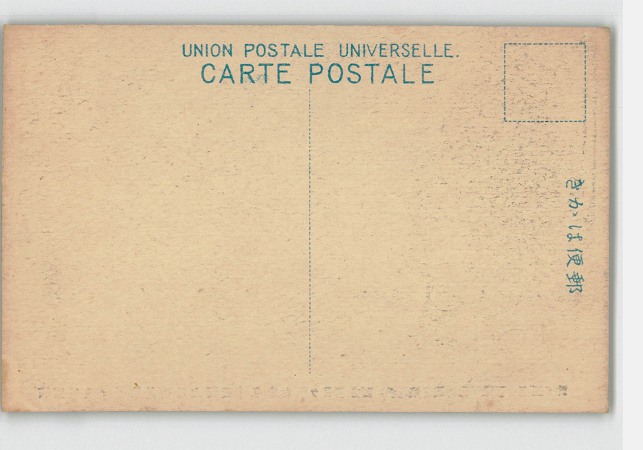 UNION POSTALE UNIVERSELLE.
CARTE POSTALE
郵便はがき